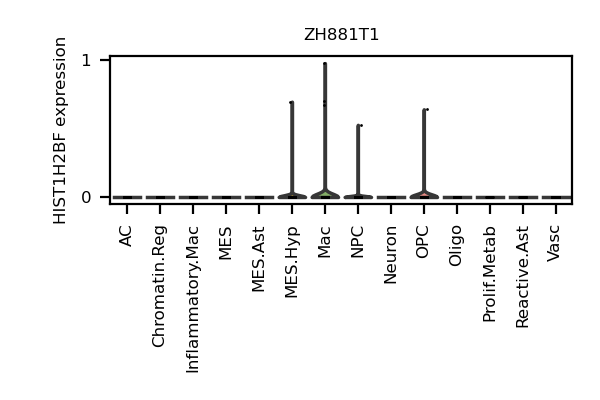 ZH881T1
HIST1H2BF expression
1
0
AC
Chromatin.Reg
Inflammatory.Mac
MES
MES.Ast
MES.Hyp
Mac
NPC
Neuron
OPC
Oligo
Prolif.Metab
Reactive.Ast
Vasc